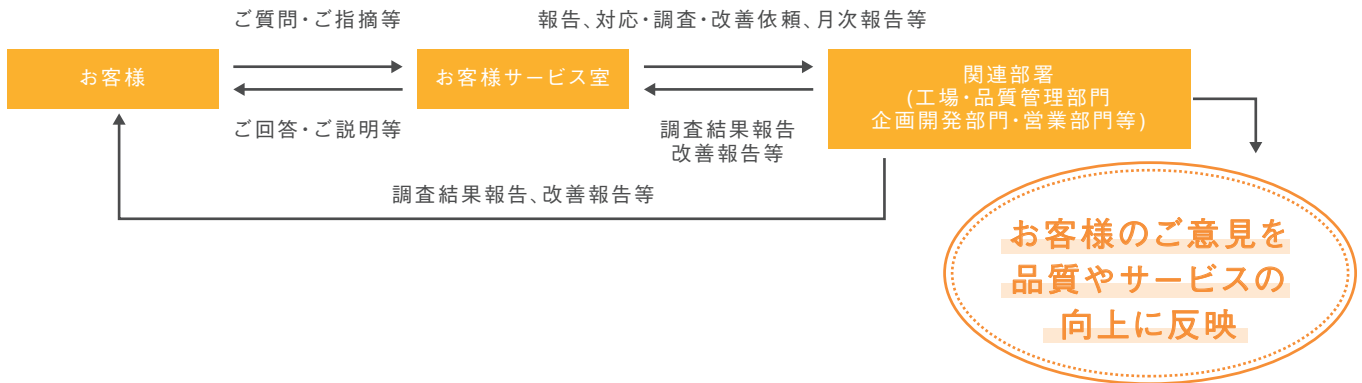 ご質問・ご指摘等
報告、対応・調査・改善依頼、月次報告等
お客様
お客様サービス室
関連部署
(工場・品質管理部門
企画開発部門・営業部門等)
ご回答・ご説明等
調査結果報告
改善報告等
調査結果報告、改善報告等
お客様のご意見を
品質やサービスの
向上に反映